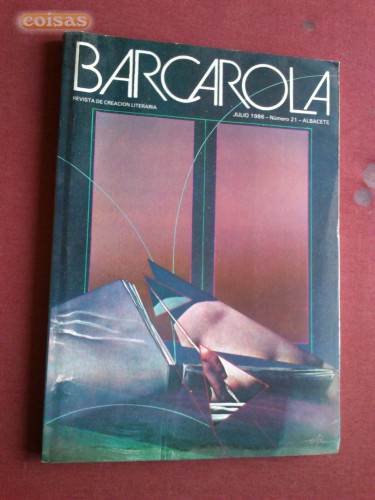 coisas
BARCAROLA
REVISTA DE CREACION LITERARIA
JULIO 1986 - Número 21 - ALBACETE